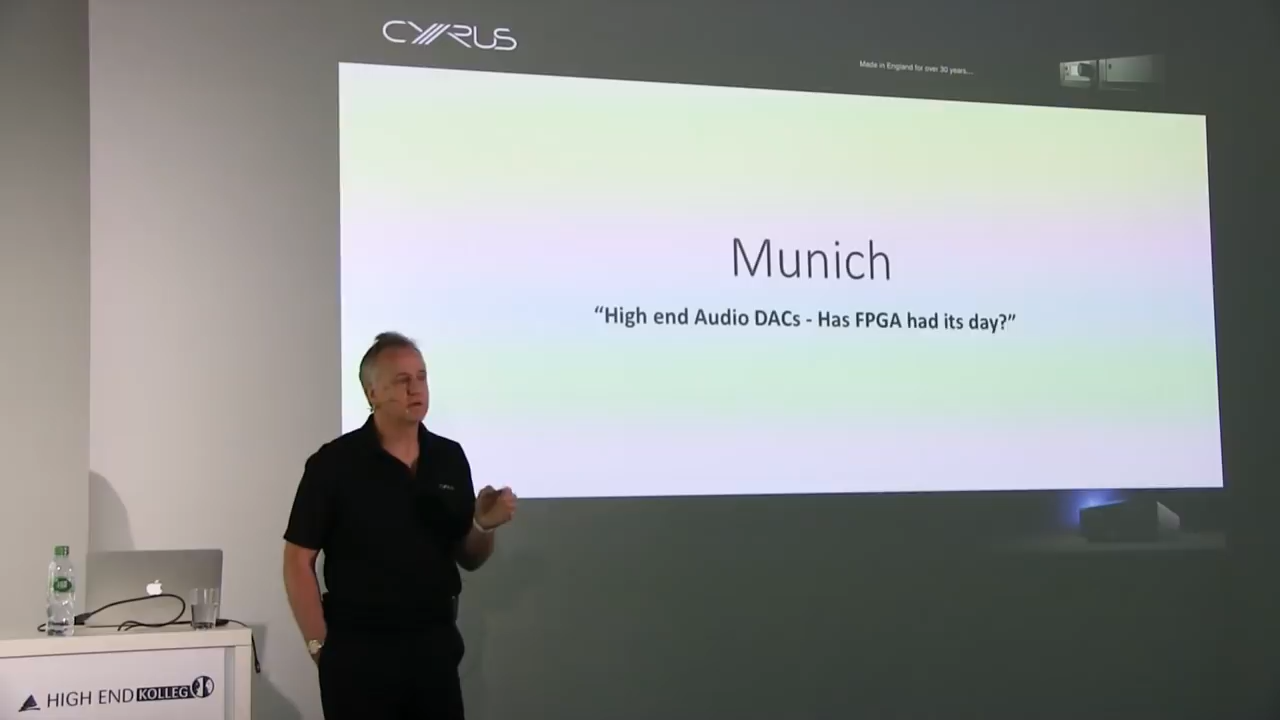 CYRUS
Made in England for over 30 years....
Munich
“High end Audio DACs - Has FPGA had its day?”
CYRUS
HIGH END KOLLEG